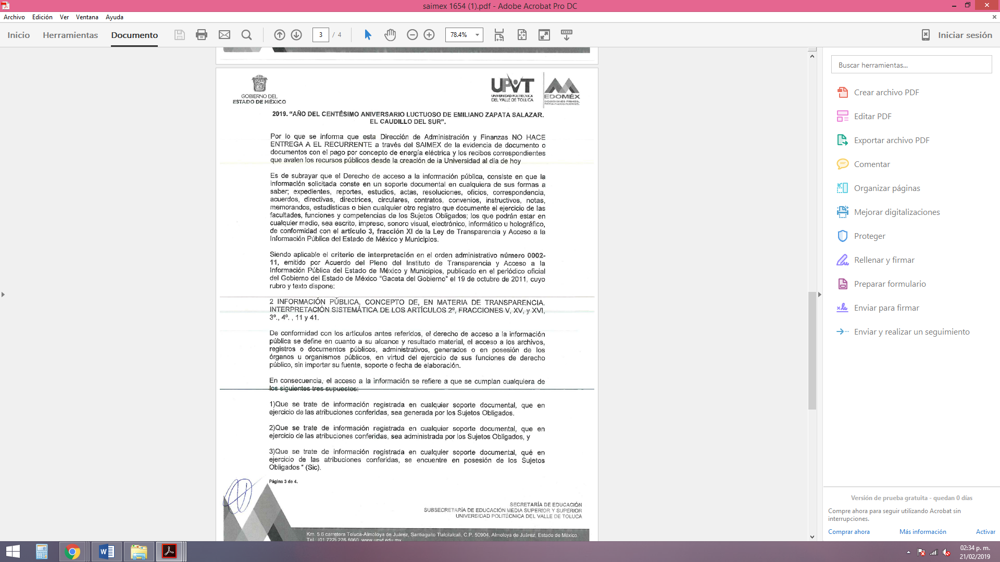 saimex 1654 (1).pdf - Adobe Acrobat Pro DC
Archivo Edición Ver Ventana Ayuda
Inicio Herramientas Documento 3 / 4 78.4% Iniciar sesión
GOBIERNO DEL
ESTADO DE MÉXICO
UPVT
UNIVERSIDAD POLITÉCNICA
DEL VALLE DE TOLUCA
EDOMÉX
DECISIONES FIRMES,
RESULTADOS FUERTES.
2019. “AÑO DEL CENTÉSIMO ANIVERSARIO LUCTUOSO DE EMILIANO ZAPATA SALAZAR.
EL CAUDILLO DEL SUR”.
Por lo que se informa que esta Dirección de Administración y Finanzas NO HACE
ENTREGA A EL RECURRENTE a través del SAIMEX de la evidencia de documento o
documentos con el pago por concepto de energía eléctrica y los recibos correspondientes
que avalen los recursos públicos desde la creación de la Universidad al día de hoy
Es de subrayar que el Derecho de acceso a la información pública, consiste en que la
información solicitada conste en un soporte documental en cualquiera de sus formas a
saber; expedientes, reportes, estudios, actas, resoluciones, oficios, correspondencia,
acuerdos, directivas, directrices, circulares, contratos, convenios, instructivos, notas,
memorandos, estadísticas o bien cualquier otro registro que documente el ejercicio de las
facultades, funciones y competencias de los Sujetos Obligados; los que podrán estar en
cualquier medio, sea escrito, impreso, sonoro visual, electrónico, informático u holográfico,
de conformidad con el artículo 3, fracción XI de la Ley de Transparencia y Acceso a la
Información Pública del Estado de México y Municipios.
Siendo aplicable el criterio de interpretación en el orden administrativo número 0002-
11, emitido por Acuerdo del Pleno del Instituto de Transparencia y Acceso a la
Información Pública del Estado de México y Municipios, publicado en el periódico oficial
del Gobierno del Estado de México “Gaceta del Gobierno” el 19 de octubre de 2011, cuyo
rubro y texto dispone:
2 INFORMACIÓN PÚBLICA, CONCEPTO DE, EN MATERIA DE TRANSPARENCIA.
INTERPRETACIÓN SISTEMÁTICA DE LOS ARTÍCULOS 2º, FRACCIONES V, XV, y XVI,
3º., 4º. , 11 y 41.
De conformidad con los artículos antes referidos, el derecho de acceso a la información
pública se define en cuanto a su alcance y resultado material, el acceso a los archivos,
registros o documentos públicos, administrativos, generados o en posesión de los
órganos u organismos públicos, en virtud del ejercicio de sus funciones de derecho
público, sin importar su fuente, soporte o fecha de elaboración.
En consecuencia, el acceso a la información se refiere a que se cumplan cualquiera de
los siguientes tres supuestos:
1)Que se trate de información registrada en cualquier soporte documental, que en
ejercicio de las atribuciones conferidas, sea generada por los Sujetos Obligados.
2)Que se trate de información registrada en cualquier soporte documental, que en
ejercicio de las atribuciones conferidas, sea administrada por los Sujetos Obligados, y
3)Que se trate de información registrada en cualquier soporte documental, qué en
ejercicio de las atribuciones conferidas, se encuentre en posesión de los Sujetos
Obligados “ (Sic).
Página 3 de 4.
SECRETARÍA DE EDUCACIÓN
SUBSECRETARÍA DE EDUCACIÓN MEDIA SUPERIOR Y SUPERIOR
UNIVERSIDAD POLITÉCNICA DEL VALLE DE TOLUCA
Km. 5.6 carretera Toluca-Almoloya de Juárez, Santiaguito Tlalcilalcali, C.P. 50904, Almoloya de Juárez, Estado de México.
Tel.: (01 722) 276 6060, www.upvt.edu.mx
Buscar herramientas...
Crear archivo PDF
Editar PDF
Exportar archivo PDF
Comentar
Organizar páginas
Mejorar digitalizaciones
Proteger
Rellenar y firmar
Preparar formulario
Enviar para firmar
Enviar y realizar un seguimiento
Versión de prueba gratuita - quedan 0 días
Compre ahora para seguir utilizando Acrobat sin
interrupciones.
Comprar ahora Más información Activar
02:34 p. m.
21/02/2019